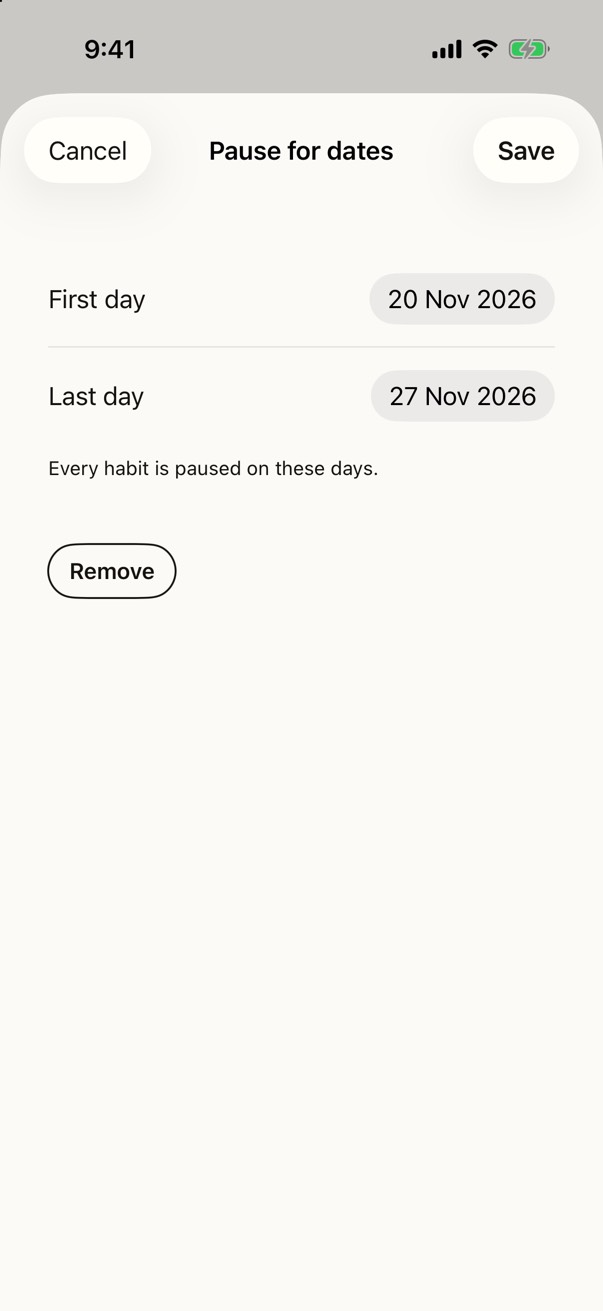 9:41
Cancel Pause for dates Save
First day 20 Nov 2026
Last day 27 Nov 2026
Every habit is paused on these days.
Remove